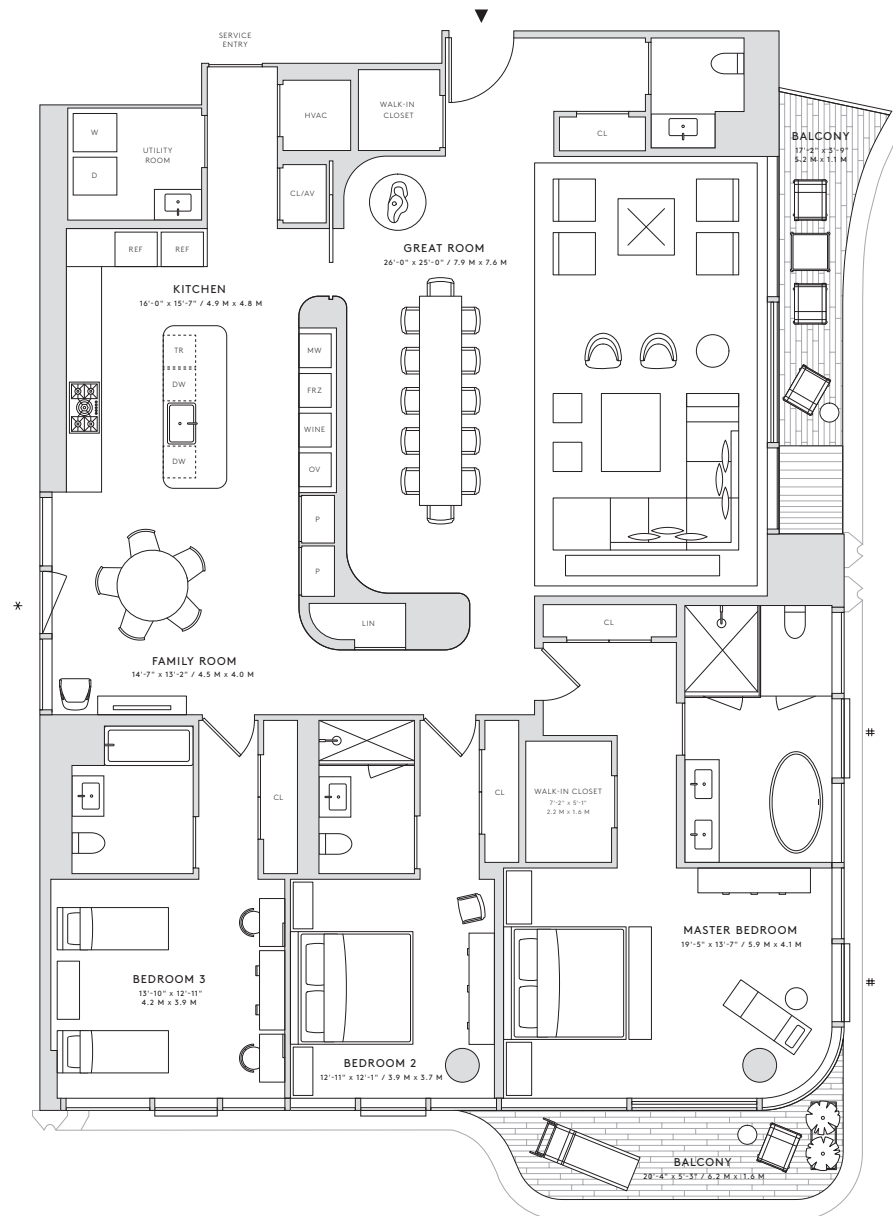 SERVICE
ENTRY
HVAC
WALK-IN
CLOSET
CL
W
D
UTILITY
ROOM
CL/AV
BALCONY
17'-2" x 3'-9"
5.2 M x 1.1 M
REF
REF
GREAT ROOM
26'-0" x 25'-0" / 7.9 M x 7.6 M
KITCHEN
16'-0" x 15'-7" / 4.9 M x 4.8 M
TR
DW
DW
MW
FRZ
WINE
OV
P
P
*
LIN
CL
FAMILY ROOM
14'-7" x 13'-2" / 4.5 M x 4.0 M
#
CL
CL
WALK-IN CLOSET
7'-2" x 5'-1"
2.2 M x 1.6 M
MASTER BEDROOM
19'-5" x 13'-7" / 5.9 M x 4.1 M
#
BEDROOM 3
13'-10" x 12'-11"
4.2 M x 3.9 M
BEDROOM 2
12'-11" x 12'-1" / 3.9 M x 3.7 M
BALCONY
20'-4" x 5'-3" / 6.2 M x 1.6 M